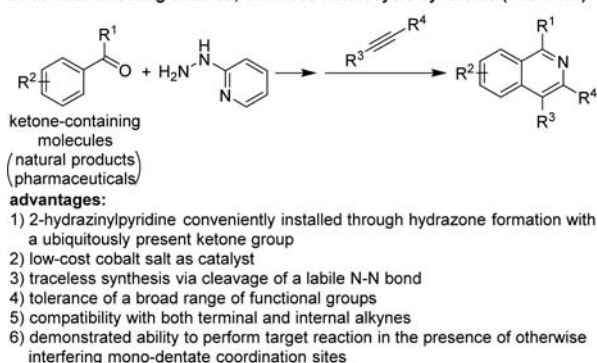 R¹
R²
O
+
H₂N
H
N
N
R³
R⁴
R¹
R²
N
R⁴
R³
ketone-containing
molecules
(natural products
pharmaceuticals)
advantages:
1) 2-hydrazinylpyridine conveniently installed through hydrazone formation with
a ubiquitously present ketone group
2) low-cost cobalt salt as catalyst
3) traceless synthesis via cleavage of a labile N-N bond
4) tolerance of a broad range of functional groups
5) compatibility with both terminal and internal alkynes
6) demonstrated ability to perform target reaction in the presence of otherwise
interfering mono-dentate coordination sites